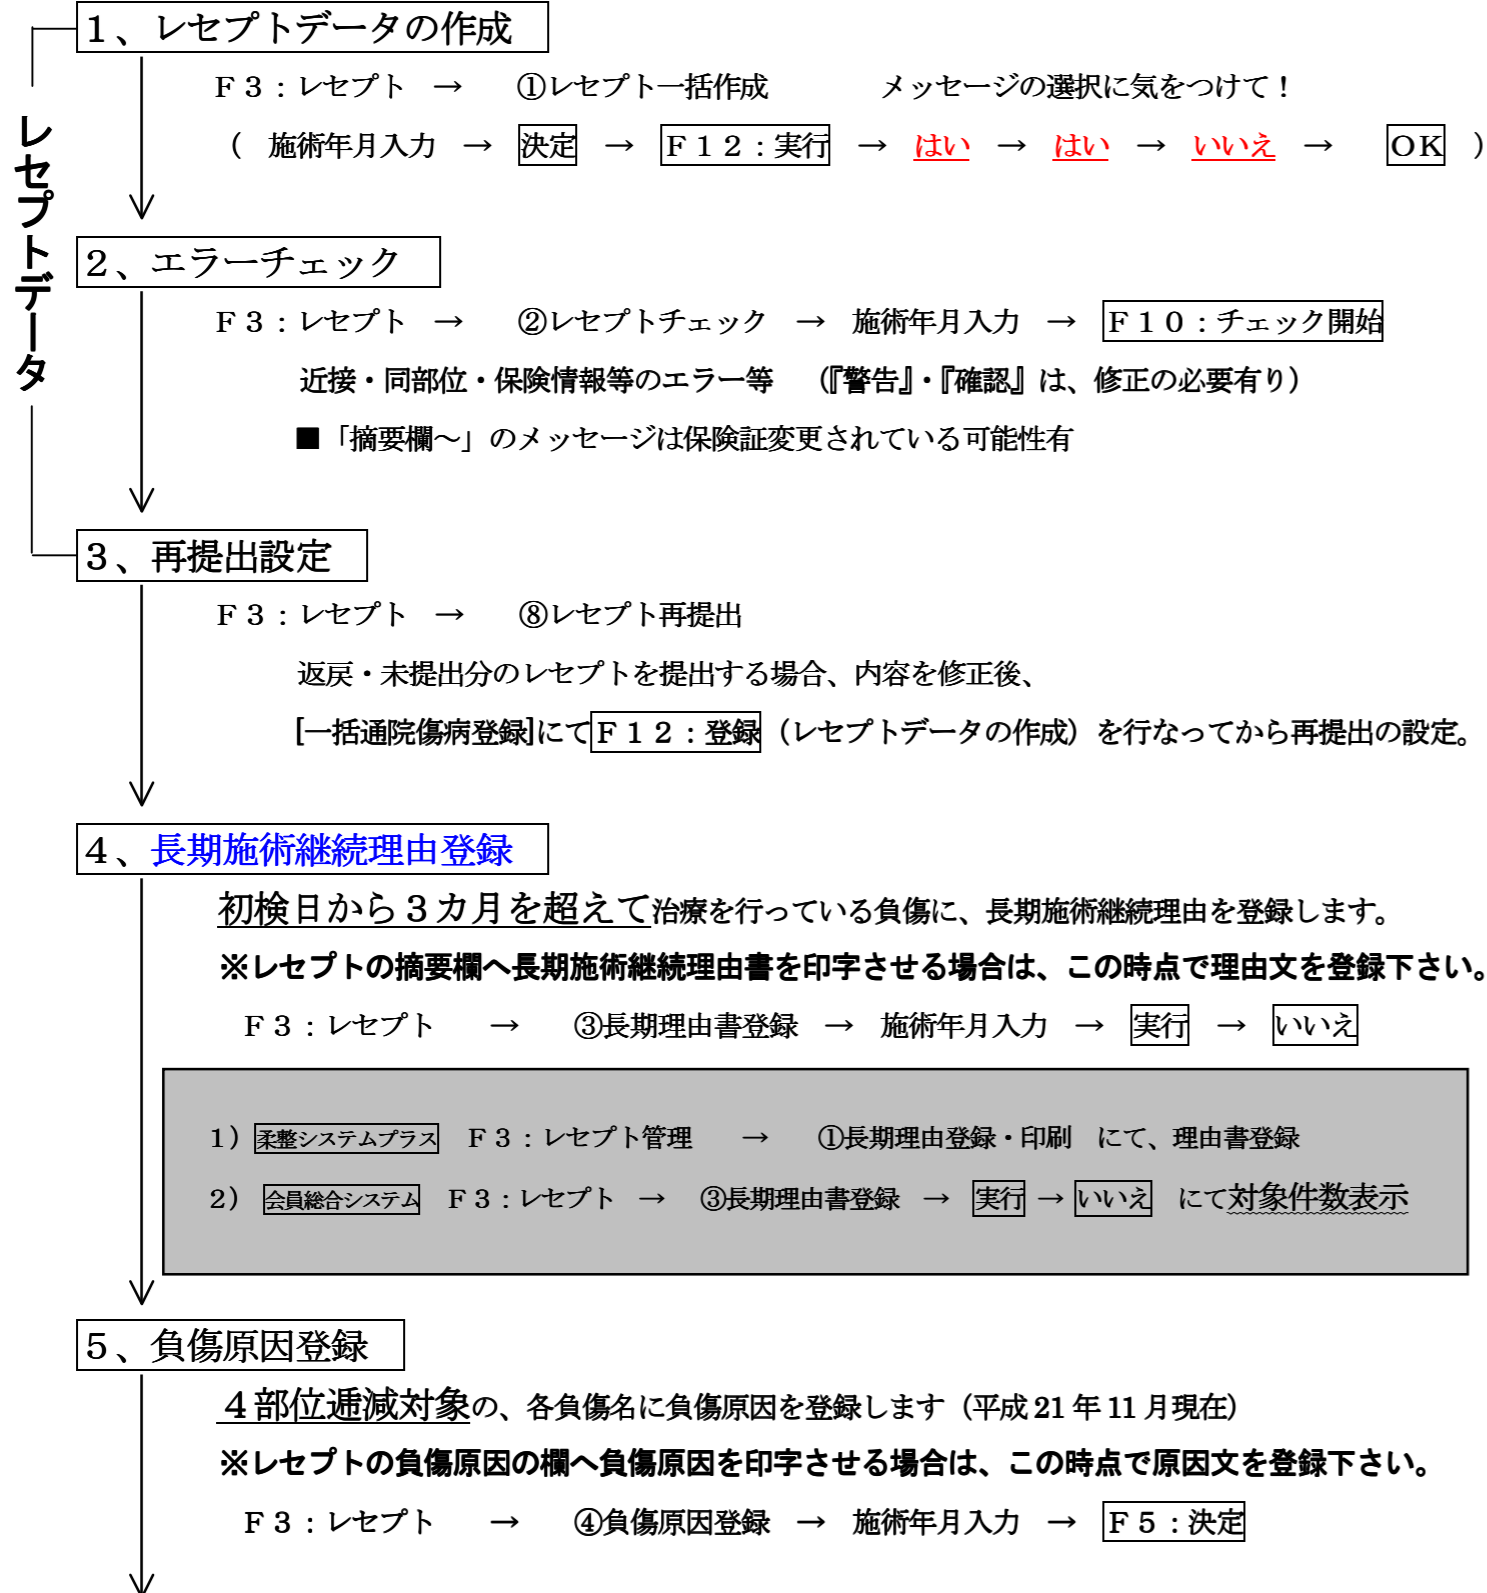 １、レセプトデータの作成
Ｆ３：レセプト　→　①レセプト一括作成　メッセージの選択に気をつけて！
（　施術年月入力　→　決定　→　Ｆ１２：実行　→　はい　→　はい　→　いいえ　→　ＯＫ　）
レセプトデータ
２、エラーチェック
Ｆ３：レセプト　→　②レセプトチェック　→　施術年月入力　→　Ｆ１０：チェック開始
近接・同部位・保険情報等のエラー等　（『警告』・『確認』は、修正の必要有り）
■「摘要欄～」のメッセージは保険証変更されている可能性有
３、再提出設定
Ｆ３：レセプト　→　⑧レセプト再提出
返戻・未提出分のレセプトを提出する場合、内容を修正後、
[一括通院傷病登録]にてＦ１２：登録（レセプトデータの作成）を行なってから再提出の設定。
４、長期施術継続理由登録
初検日から３カ月を超えて治療を行っている負傷に、長期施術継続理由を登録します。
※レセプトの摘要欄へ長期施術継続理由書を印字させる場合は、この時点で理由文を登録下さい。
Ｆ３：レセプト　→　③長期理由書登録　→　施術年月入力　→　実行　→　いいえ
１）柔整システムプラス　Ｆ３：レセプト管理　→　①長期理由登録・印刷　にて、理由書登録
２）会員総合システム　Ｆ３：レセプト　→　③長期理由書登録　→　実行　→　いいえ　にて対象件数表示
５、負傷原因登録
４部位逓減対象の、各負傷名に負傷原因を登録します（平成21年11月現在）
※レセプトの負傷原因の欄へ負傷原因を印字させる場合は、この時点で原因文を登録下さい。
Ｆ３：レセプト　→　④負傷原因登録　→　施術年月入力　→　Ｆ５：決定